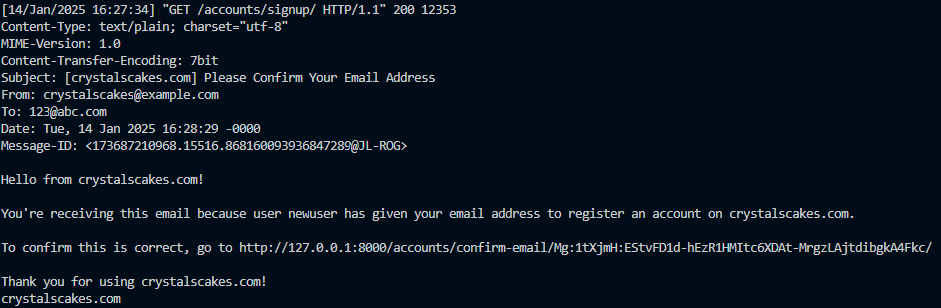 [14/Jan/2025 16:27:34] "GET /accounts/signup/ HTTP/1.1" 200 12353
Content-Type: text/plain; charset="utf-8"
MIME-Version: 1.0
Content-Transfer-Encoding: 7bit
Subject: [crystalscakes.com] Please Confirm Your Email Address
From: crystalscakes@example.com
To: 123@abc.com
Date: Tue, 14 Jan 2025 16:28:29 -0000
Message-ID: <173687210968.15516.868160093936847289@JL-ROG>
Hello from crystalscakes.com!
You're receiving this email because user newuser has given your email address to register an account on crystalscakes.com.
To confirm this is correct, go to http://127.0.0.1:8000/accounts/confirm-email/Mg:1tXjmH:EStvFD1d-hEzR1HMItc6XDAt-MrgzLAjtdibgkA4Fkc/
Thank you for using crystalscakes.com!
crystalscakes.com